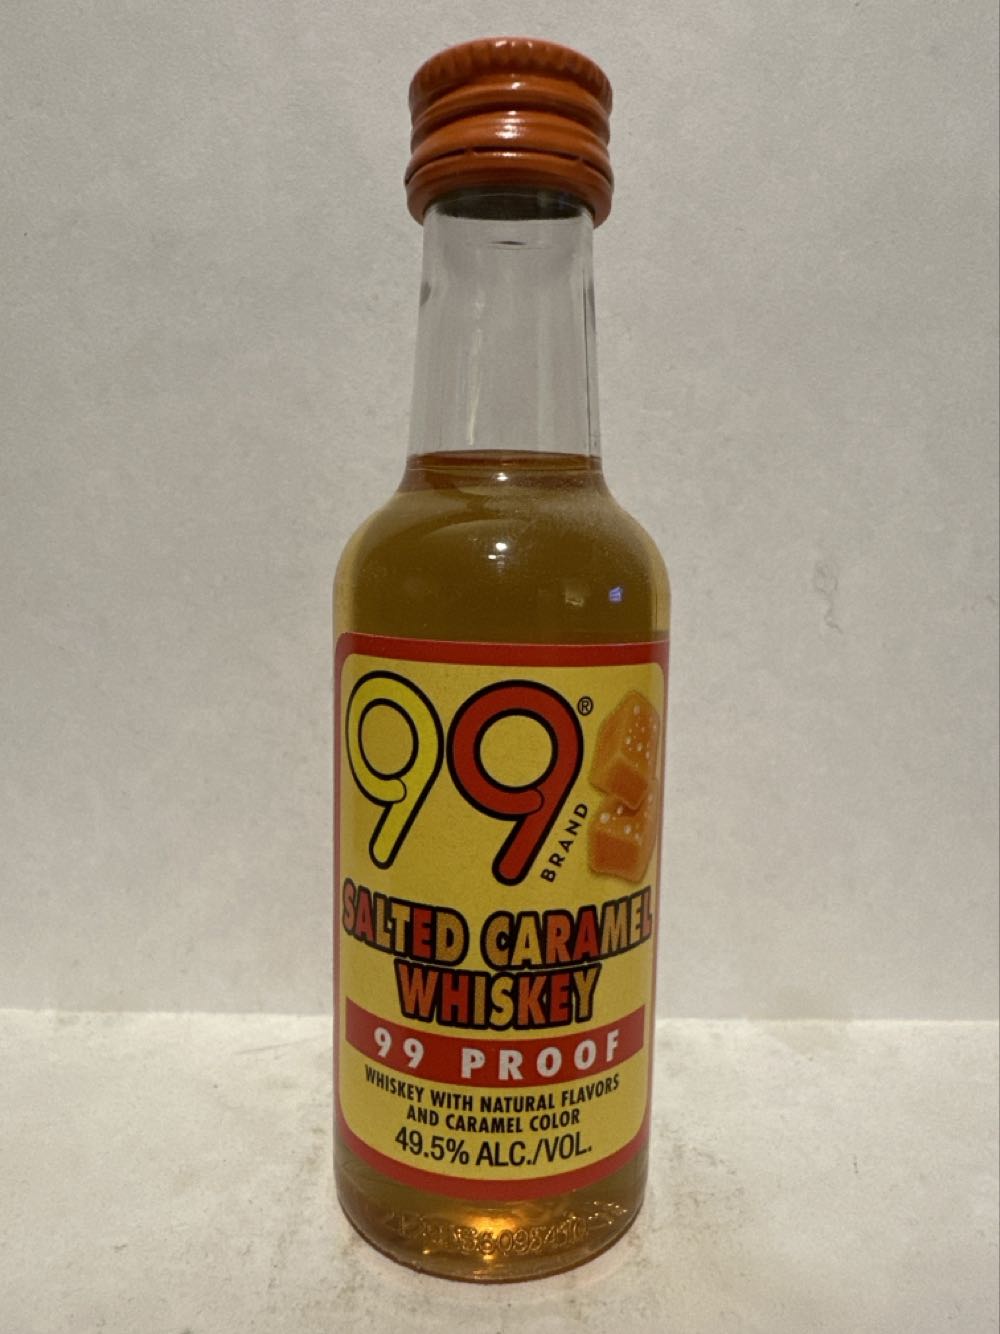 99®
BRAND
SALTED CARAMEL
WHISKEY
99 PROOF
WHISKEY WITH NATURAL FLAVORS
AND CARAMEL COLOR
49.5% ALC./VOL.